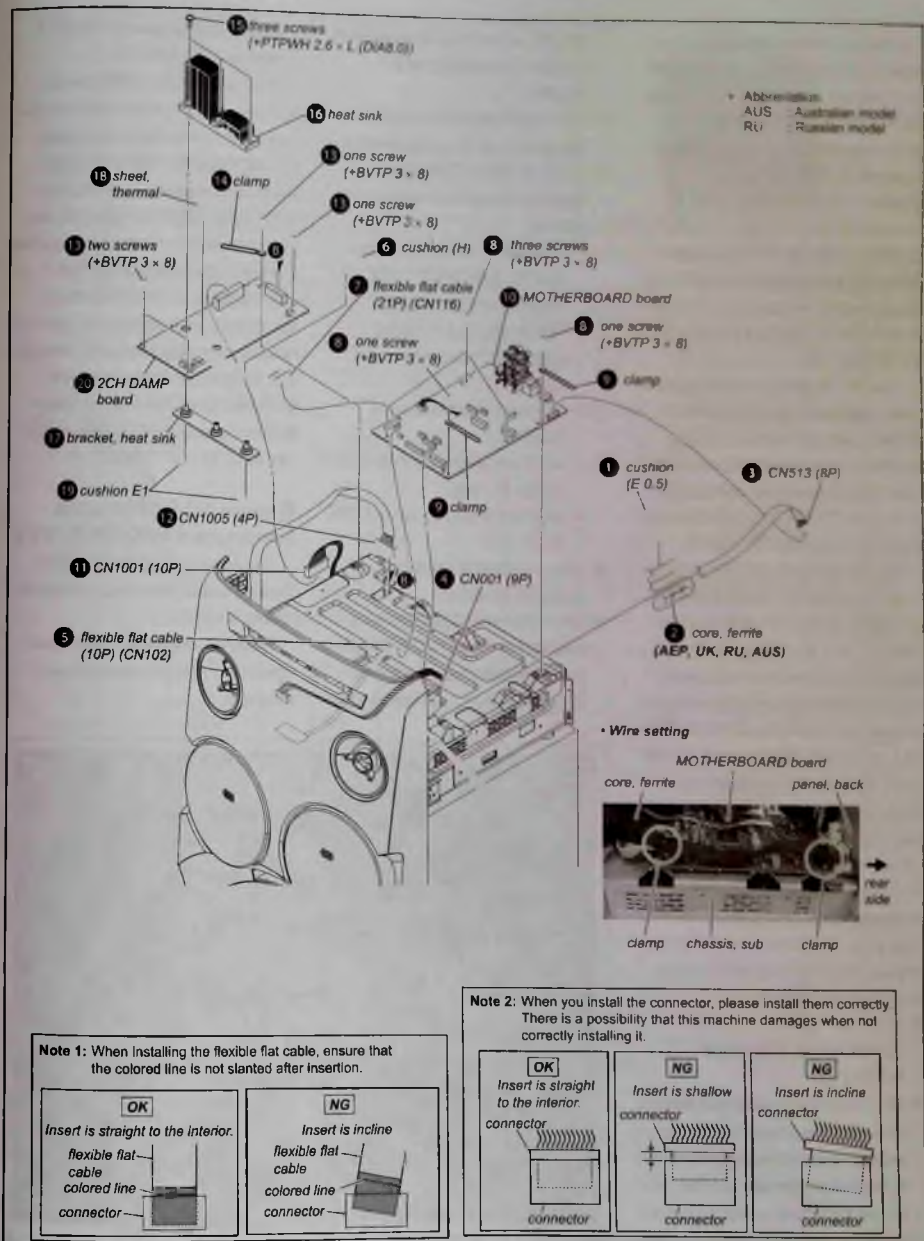 15 three screws
(+PTPWH 2.6 × L (DIA8.0))
16 heat sink
* Abbreviation
AUS : Australian model
RU : Russian model
13 one screw
(+BVTP 3 × 8)
18 sheet,
thermal
14 clamp
13 one screw
(+BVTP 3 × 8)
13 two screws
(+BVTP 3 × 8)
B
6 cushion (H)
8 three screws
(+BVTP 3 × 8)
7 flexible flat cable
(21P) (CN116)
10 MOTHERBOARD board
8 one screw
(+BVTP 3 × 8)
8 one screw
(+BVTP 3 × 8)
9 clamp
20 2CH DAMP
board
17 bracket, heat sink
1 cushion
(E 0.5)
3 CN513 (8P)
19 cushion E1
9 clamp
12 CN1005 (4P)
11 CN1001 (10P)
B
4 CN001 (9P)
5 flexible flat cable
(10P) (CN102)
2 core, ferrite
(AEP, UK, RU, AUS)
• Wire setting
MOTHERBOARD board
core, ferrite
panel, back
rear
side
clamp
chassis, sub
clamp
Note 1: When installing the flexible flat cable, ensure that
the colored line is not slanted after insertion.
OK
Insert is straight to the interior.
flexible flat
cable
colored line
connector
NG
Insert is incline
flexible flat
cable
colored line
connector
Note 2: When you install the connector, please install them correctly
There is a possibility that this machine damages when not
correctly installing it.
OK
Insert is straight
to the interior.
connector
connector
NG
Insert is shallow
connector
connector
NG
Insert is incline
connector
connector